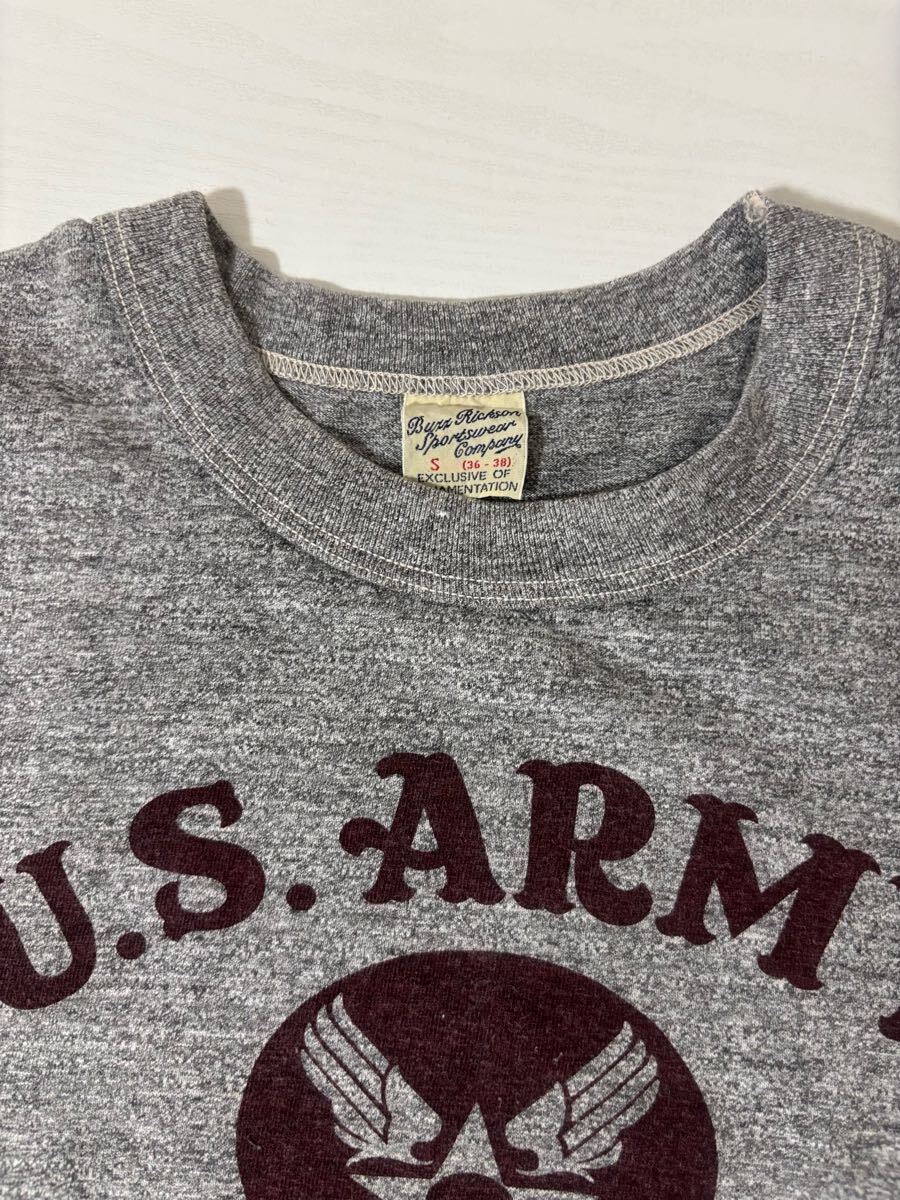 Buzz Rickson
Sportswear
Company
S (36 - 38)
EXCLUSIVE OF
U.S. ARM